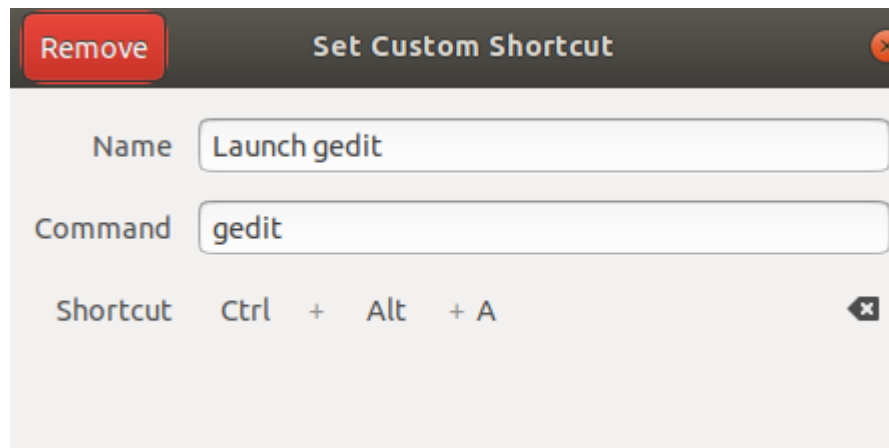 Remove Set Custom Shortcut
Name Launch gedit
Command gedit
Shortcut Ctrl + Alt + A